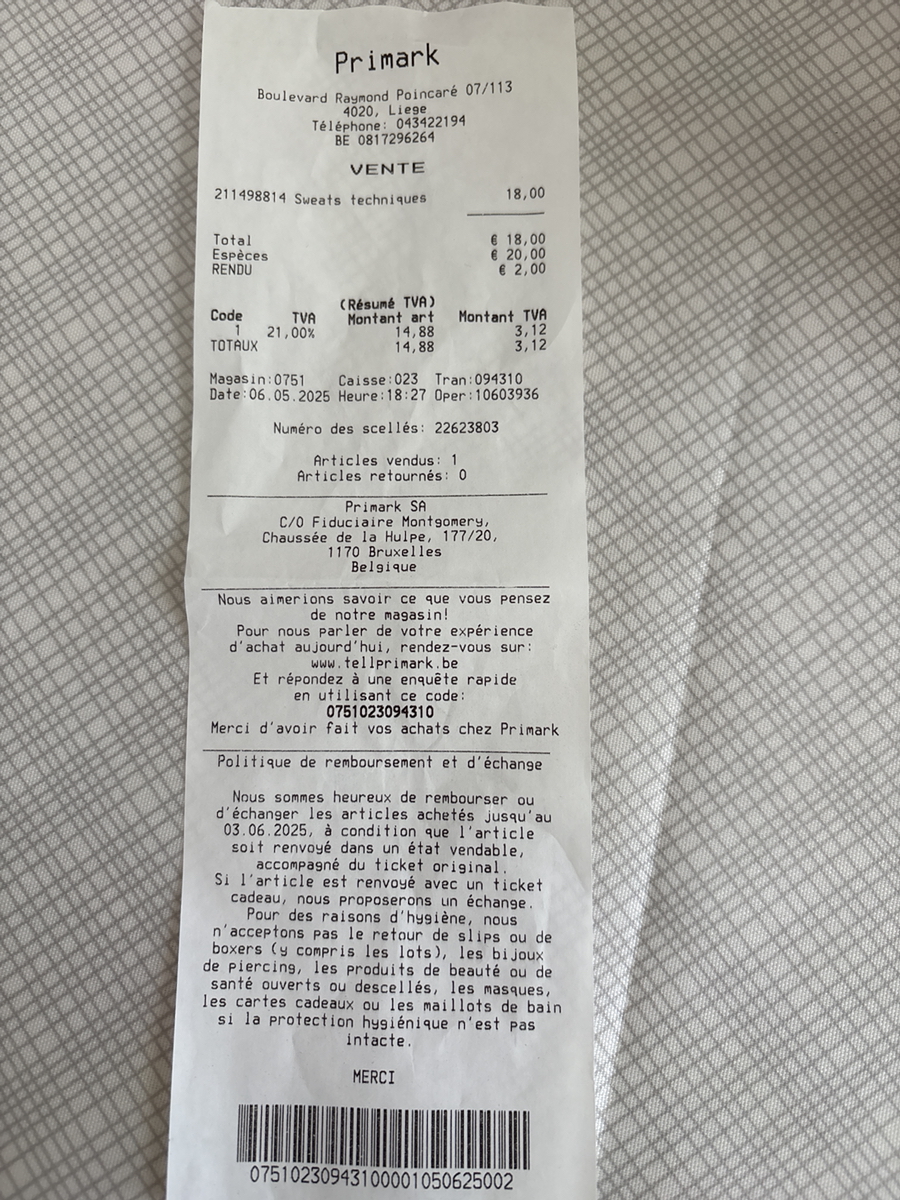 Primark
Boulevard Raymond Poincaré 07/113
4020, Liege
Téléphone: 043422194
BE 0817296264
VENTE
211498814 Sweats techniques 18,00
Total € 18,00
Espèces € 20,00
RENDU € 2,00
(Résumé TVA)
Code TVA Montant art Montant TVA
1 21,00% 14,88 3,12
TOTAUX 14,88 3,12
Magasin:0751 Caisse:023 Tran:094310
Date:06.05.2025 Heure:18:27 Oper:10603936
Numéro des scellés: 22623803
Articles vendus: 1
Articles retournés: 0
Primark SA
C/O Fiduciaire Montgomery,
Chaussée de la Hulpe, 177/20,
1170 Bruxelles
Belgique
Nous aimerions savoir ce que vous pensez
de notre magasin!
Pour nous parler de votre expérience
d'achat aujourd'hui, rendez-vous sur:
www.tellprimark.be
Et répondez à une enquête rapide
en utilisant ce code:
0751023094310
Merci d'avoir fait vos achats chez Primark
Politique de remboursement et d'échange
Nous sommes heureux de rembourser ou
d'échanger les articles achetés jusqu'au
03.06.2025, à condition que l'article
soit renvoyé dans un état vendable,
accompagné du ticket original.
Si l'article est renvoyé avec un ticket
cadeau, nous proposerons un échange.
Pour des raisons d'hygiène, nous
n'acceptons pas le retour de slips ou de
boxers (y compris les lots), les bijoux
de piercing, les produits de beauté ou de
santé ouverts ou descellés, les masques,
les cartes cadeaux ou les maillots de bain
si la protection hygiénique n'est pas
intacte.
MERCI
07510230943100001050625002